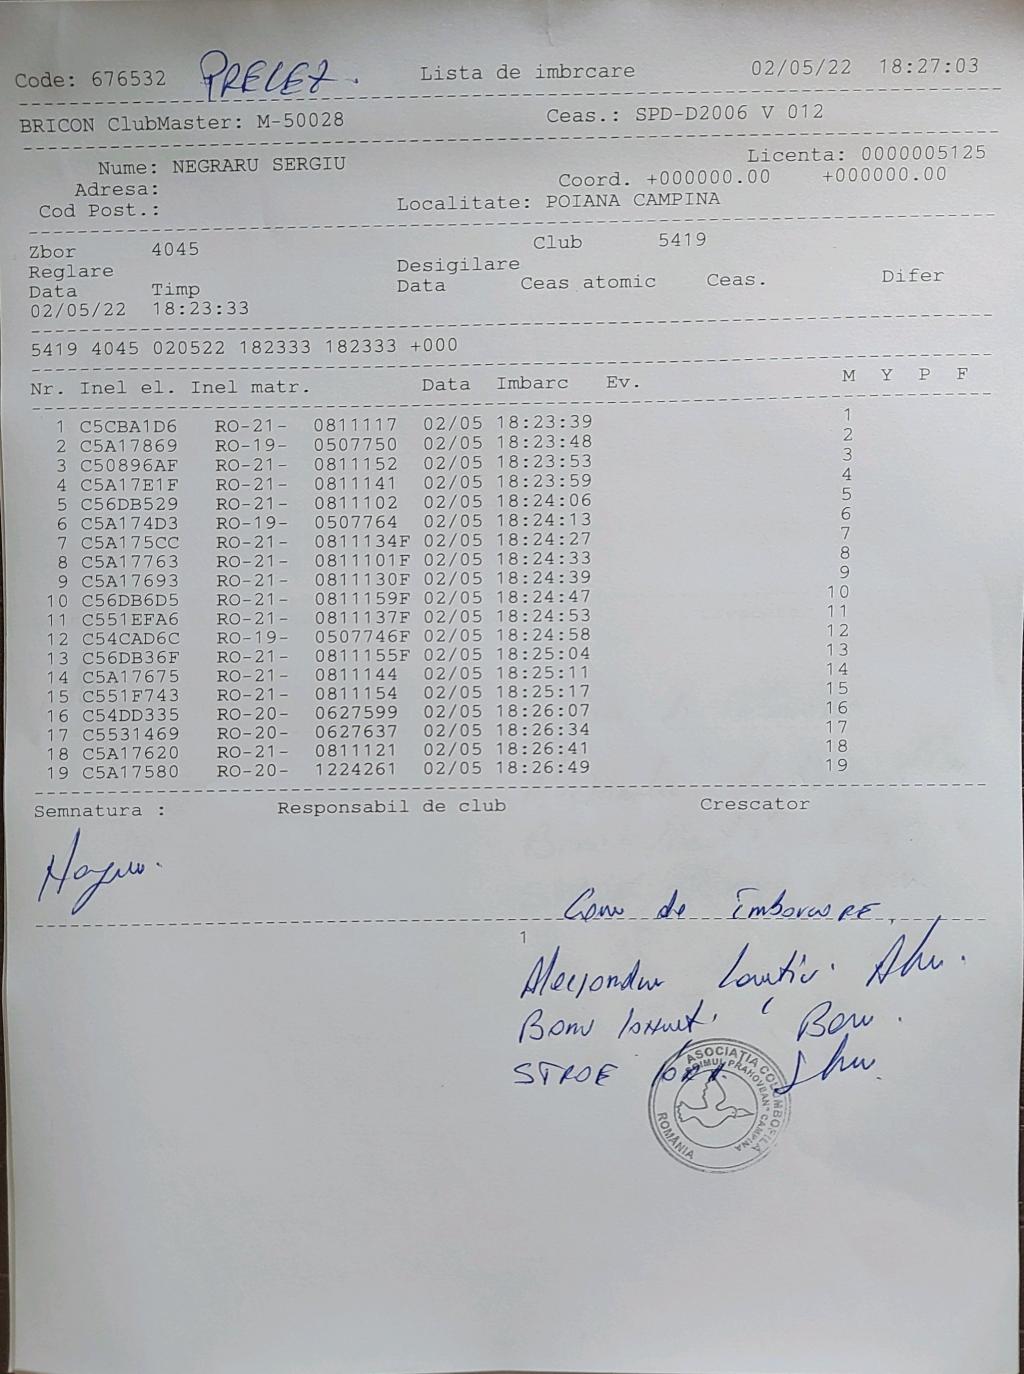 Code: 676532 PRELEZ. Lista de imbrcare 02/05/22 18:27:03
BRICON ClubMaster: M-50028 Ceas.: SPD-D2006 V 012
Nume: NEGRARU SERGIU Licenta: 0000005125
Adresa: Coord. +000000.00 +000000.00
Cod Post.: Localitate: POIANA CAMPINA
Zbor 4045 Club 5419
Reglare Desigilare
Data Timp Data Ceas atomic Ceas. Difer
02/05/22 18:23:33
5419 4045 020522 182333 182333 +000
Nr. Inel el. Inel matr. Data Imbarc Ev. M Y P F
1 C5CBA1D6 RO-21- 0811117 02/05 18:23:39 1
2 C5A17869 RO-19- 0507750 02/05 18:23:48 2
3 C50896AF RO-21- 0811152 02/05 18:23:53 3
4 C5A17E1F RO-21- 0811141 02/05 18:23:59 4
5 C56DB529 RO-21- 0811102 02/05 18:24:06 5
6 C5A174D3 RO-19- 0507764 02/05 18:24:13 6
7 C5A175CC RO-21- 0811134F 02/05 18:24:27 7
8 C5A17763 RO-21- 0811101F 02/05 18:24:33 8
9 C5A17693 RO-21- 0811130F 02/05 18:24:39 9
10 C56DB6D5 RO-21- 0811159F 02/05 18:24:47 10
11 C551EFA6 RO-21- 0811137F 02/05 18:24:53 11
12 C54CAD6C RO-19- 0507746F 02/05 18:24:58 12
13 C56DB36F RO-21- 0811155F 02/05 18:25:04 13
14 C5A17675 RO-21- 0811144 02/05 18:25:11 14
15 C551F743 RO-21- 0811154 02/05 18:25:17 15
16 C54DD335 RO-20- 0627599 02/05 18:26:07 16
17 C5531469 RO-20- 0627637 02/05 18:26:34 17
18 C5A17620 RO-21- 0811121 02/05 18:26:41 18
19 C5A17580 RO-20- 1224261 02/05 18:26:49 19
Semnatura : Responsabil de club Crescator
de îmbarcare
1
STROE
ASOCIATIA COLUMBOFILA
PRAHOVEAN" CAMPINA
ROMÂNIA